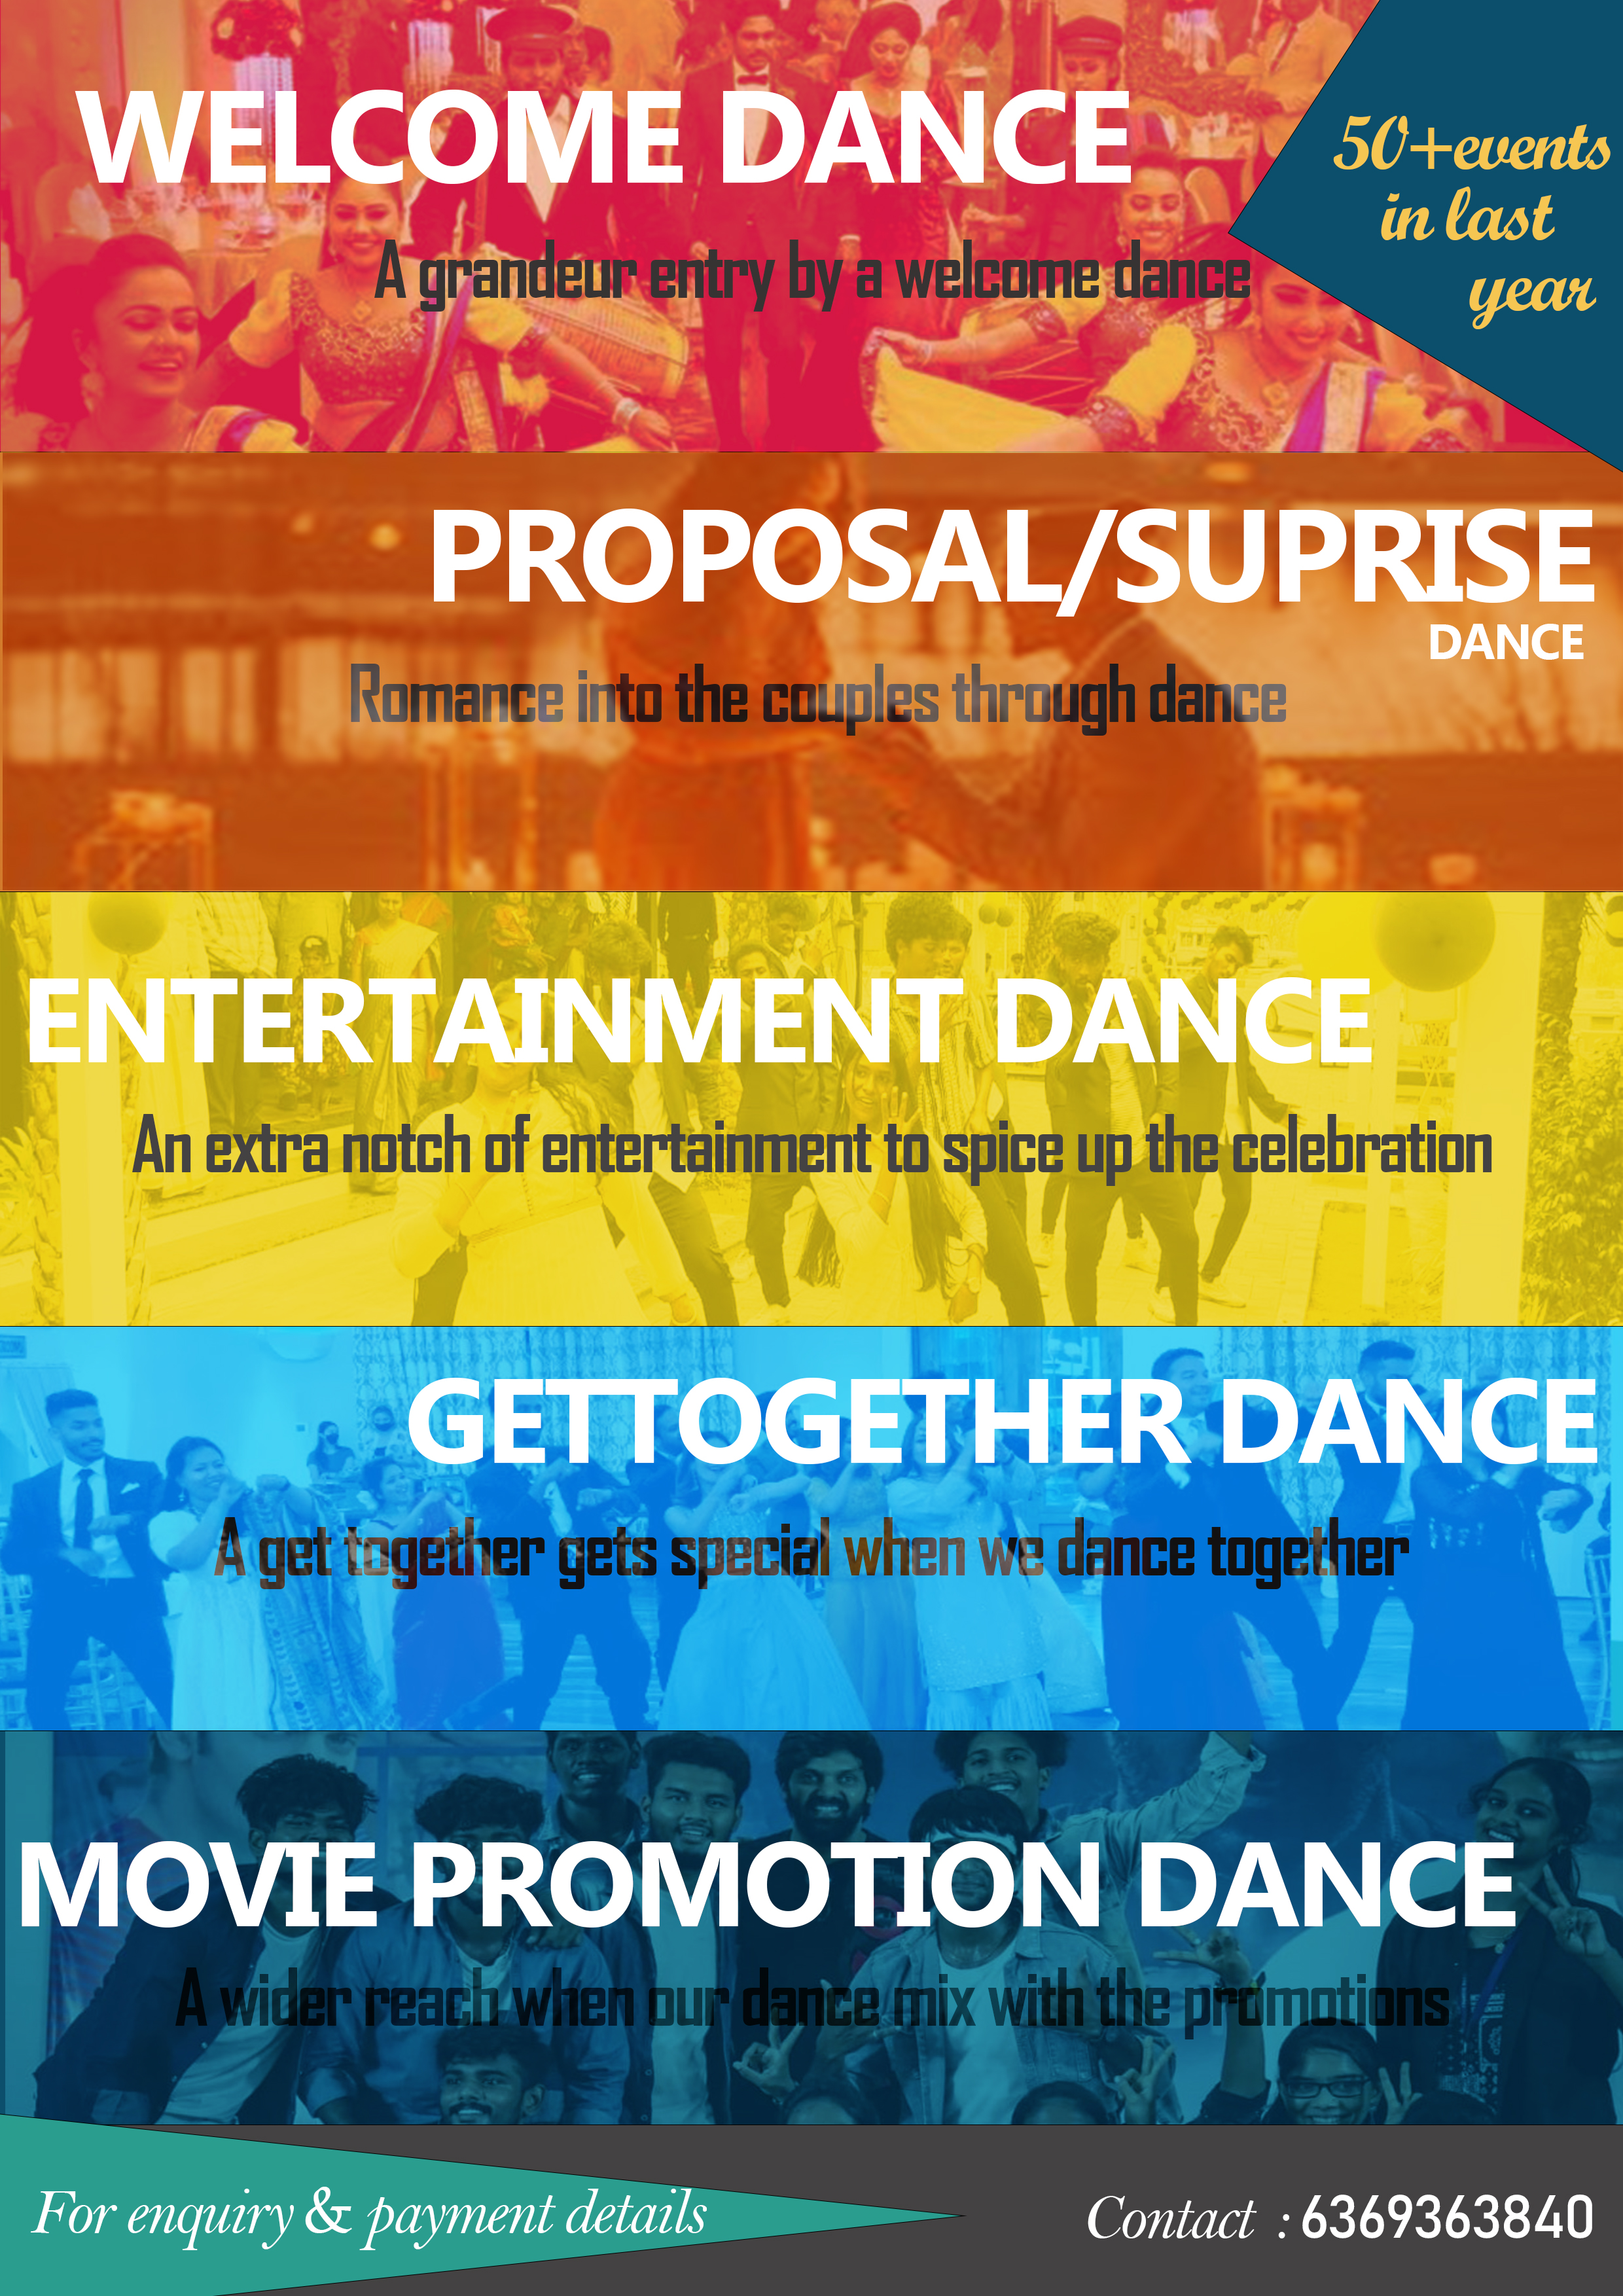 WELCOME DANCE
50+events
in last
year
A grandeur entry by a welcome dance
PROPOSAL/SUPRISE
DANCE
Romance into the couples through dance
ENTERTAINMENT DANCE
An extra notch of entertainment to spice up the celebration
GETTOGETHER DANCE
A get together gets special when we dance together
MOVIE PROMOTION DANCE
A wider reach when our dance mix with the promotions
For enquiry & payment details
Contact : 6369363840